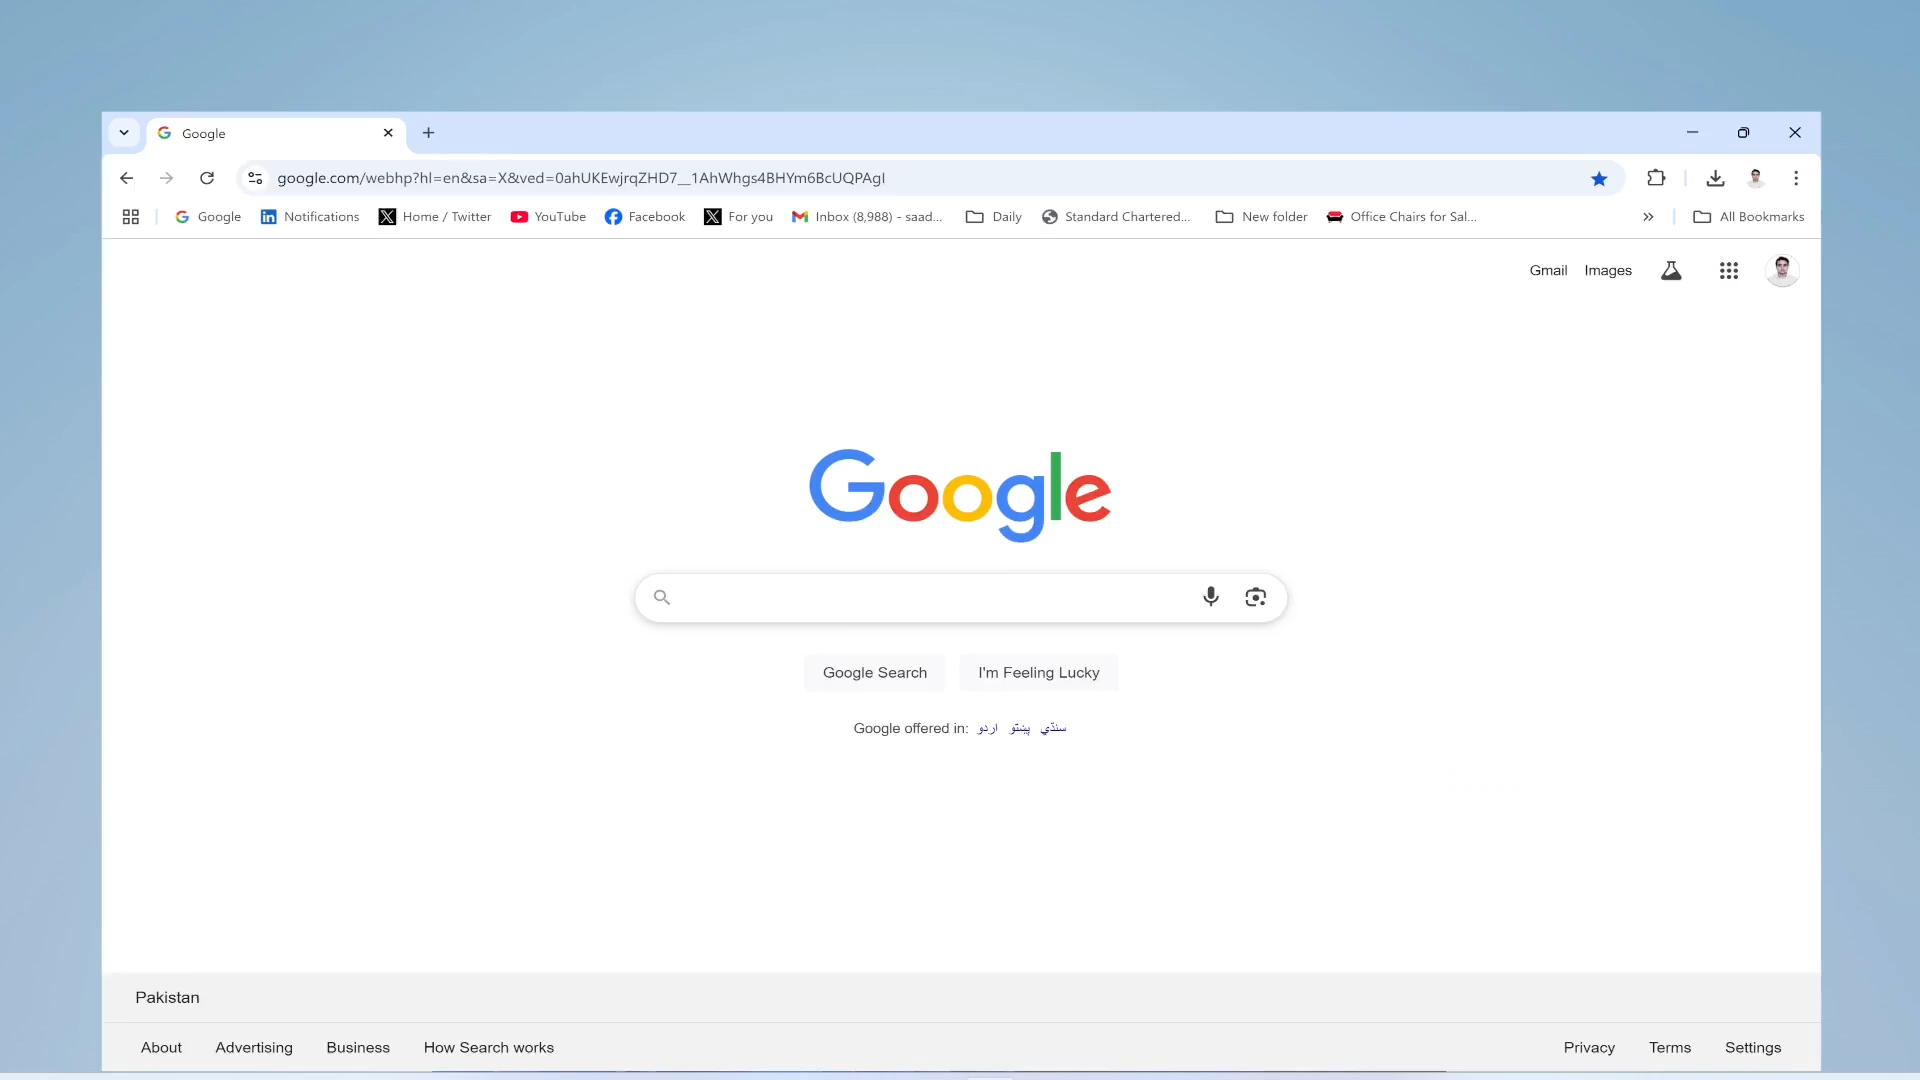 Google
google.com/webhp?hl=en&sa=X&ved=0ahUKEwjrqZHD7__1AhWhgs4BHYm6BcUQPAgI
Google Notifications Home / Twitter YouTube Facebook For you Inbox (8,988) - saad... Daily Standard Chartered... New folder Office Chairs for Sal... » All Bookmarks
Gmail Images
Google
Google Search I'm Feeling Lucky
Google offered in: اردو پښتو سنڌي
Pakistan
About Advertising Business How Search works Privacy Terms Settings